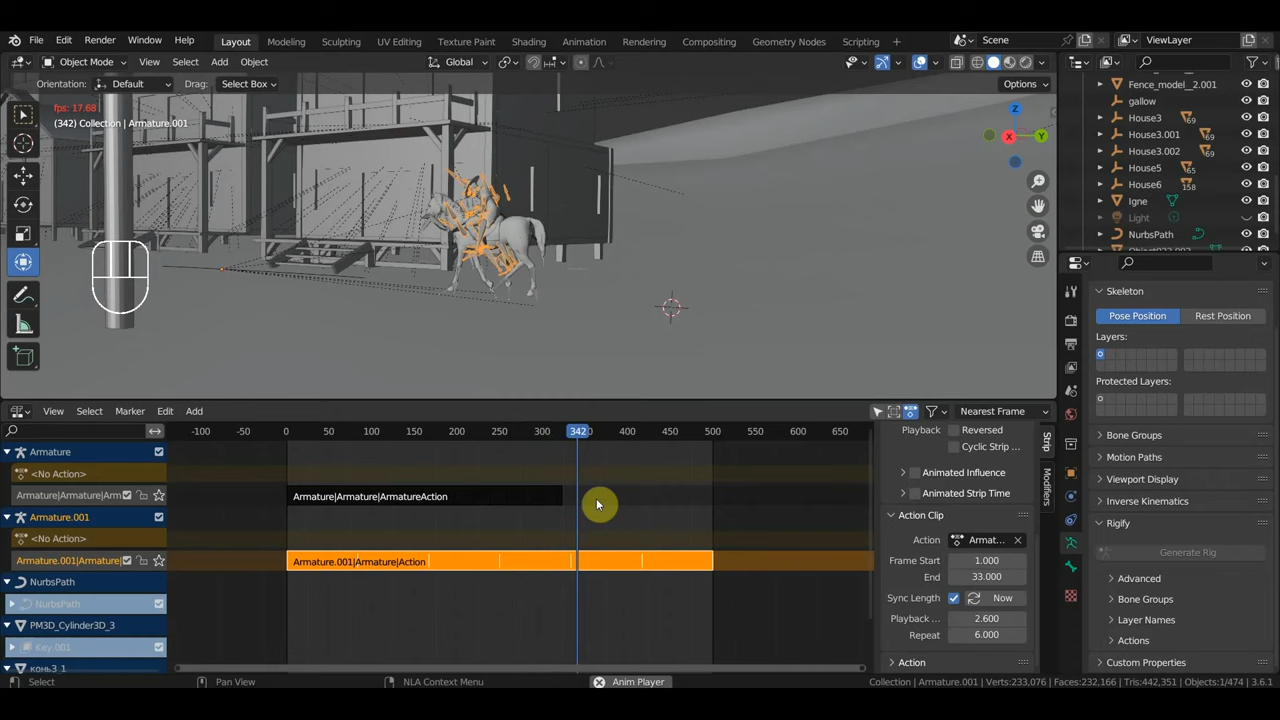 File Edit Render Window Help Layout Modeling Sculpting UV Editing Texture Paint Shading Animation Rendering Compositing Geometry Nodes Scripting + Scene ViewLayer
Object Mode View Select Add Object Global
Orientation: Default Drag: Select Box Options
fps: 17.68
(342) Collection | Armature.001
Z
X
Y
Fence_model__2.001
gallow
House3 69
House3.001 69
House3.002 69
House5 65
House6 158
Igne
Light
NurbsPath
Skeleton
Pose Position Rest Position
Layers:
Protected Layers:
Bone Groups
Motion Paths
Viewport Display
Inverse Kinematics
Rigify
Generate Rig
Advanced
Bone Groups
Layer Names
Actions
Custom Properties
View Select Marker Edit Add Nearest Frame
-100 -50 0 50 100 150 200 250 300 342 400 450 500 550 600 650
Armature
<No Action>
Armature|Armature|Arm
Armature|Armature|ArmatureAction
Armature.001
<No Action>
Armature.001|Armature|
Armature.001|Armature|Action
NurbsPath
NurbsPath
PM3D_Cylinder3D_3
Key.001
конь3_1
Playback Reversed
Cyclic Strip ...
Animated Influence
Animated Strip Time
Action Clip
Action Armat...
Frame Start 1.000
End 33.000
Sync Length Now
Playback ... 2.600
Repeat 6.000
Action
Strip
Modifiers
Select Pan View NLA Context Menu Anim Player Collection | Armature.001 | Verts:233,076 | Faces:232,166 | Tris:442,351 | Objects:1/474 | 3.6.1